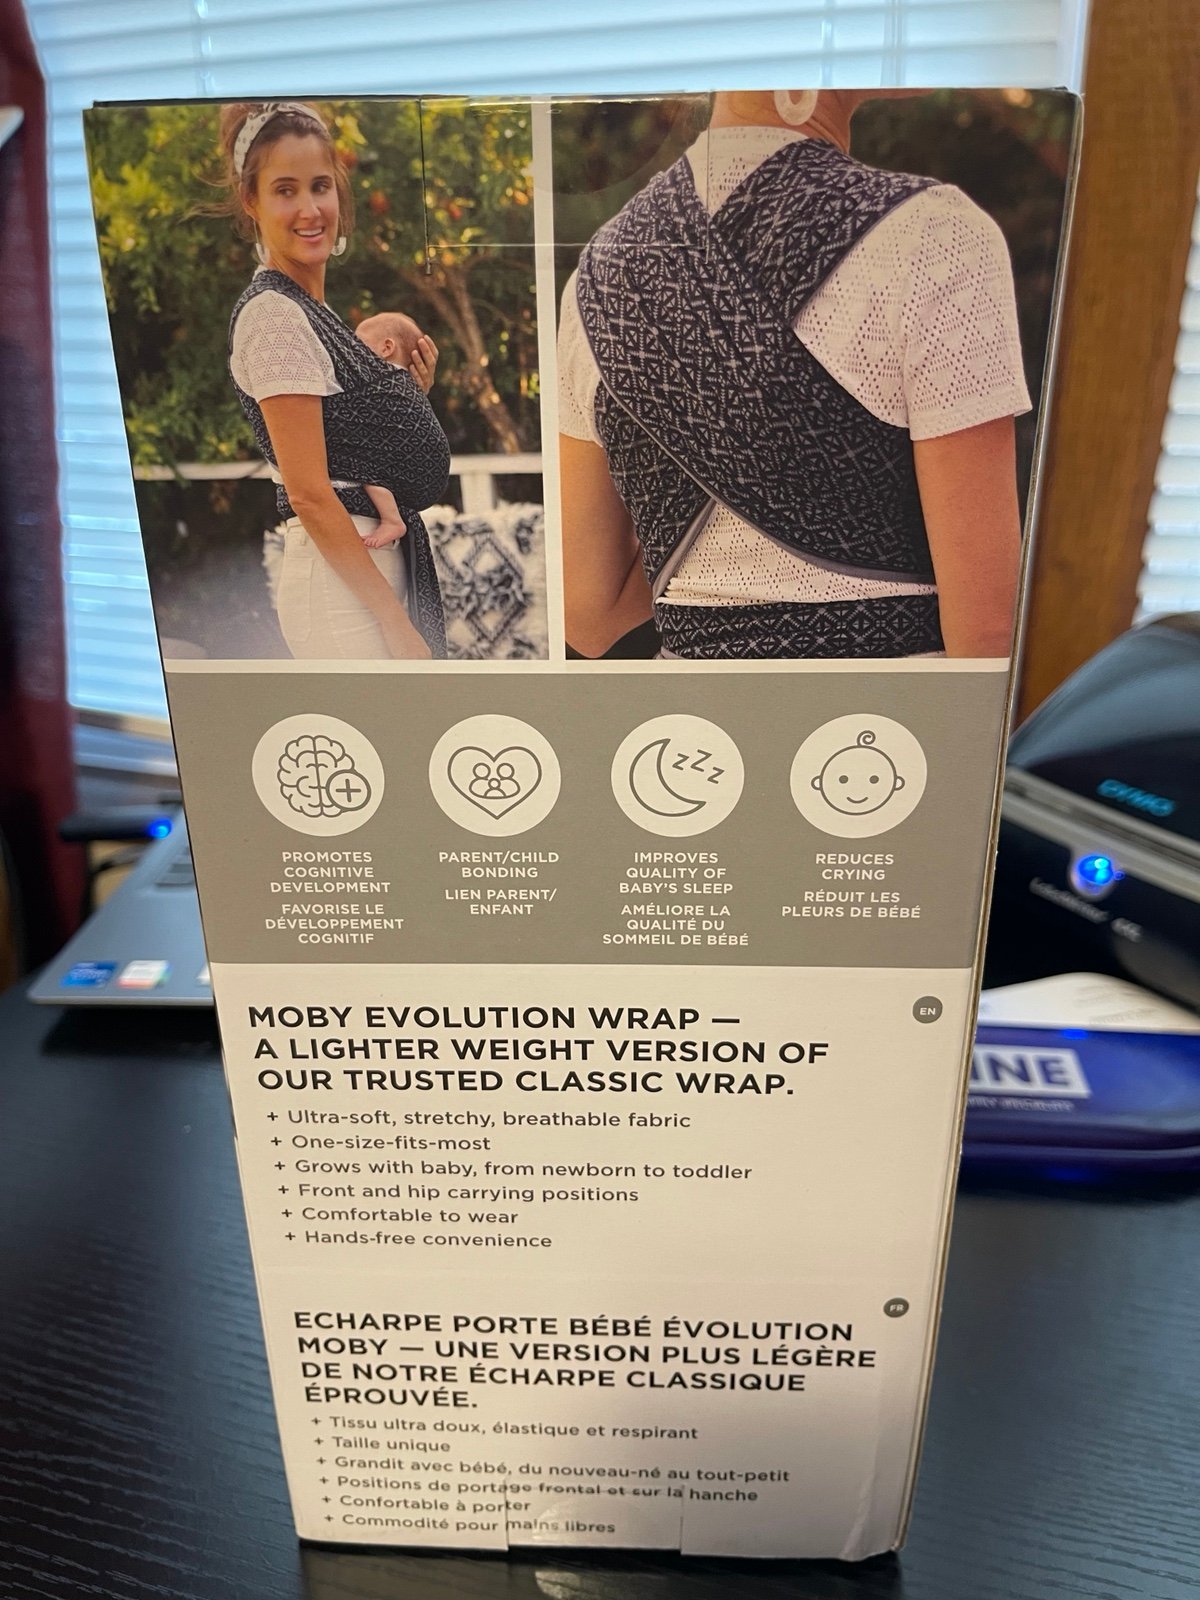 zzz
PROMOTES
COGNITIVE
DEVELOPMENT
FAVORISE LE
DÉVELOPPEMENT
COGNITIF
PARENT/CHILD
BONDING
LIEN PARENT/
ENFANT
IMPROVES
QUALITY OF
BABY'S SLEEP
AMÉLIORE LA
QUALITÉ DU
SOMMEIL DE BÉBÉ
REDUCES
CRYING
RÉDUIT LES
PLEURS DE BÉBÉ
MOBY EVOLUTION WRAP —
A LIGHTER WEIGHT VERSION OF
OUR TRUSTED CLASSIC WRAP.
EN
+ Ultra-soft, stretchy, breathable fabric
+ One-size-fits-most
+ Grows with baby, from newborn to toddler
+ Front and hip carrying positions
+ Comfortable to wear
+ Hands-free convenience
ECHARPE PORTE BÉBÉ ÉVOLUTION
MOBY — UNE VERSION PLUS LÉGÈRE
DE NOTRE ÉCHARPE CLASSIQUE
ÉPROUVÉE.
FR
+ Tissu ultra doux, élastique et respirant
+ Taille unique
+ Grandit avec bébé, du nouveau-né au tout-petit
+ Positions de portage frontal et sur la hanche
+ Confortable à porter
+ Commodité pour mains libres
DYMO
INE